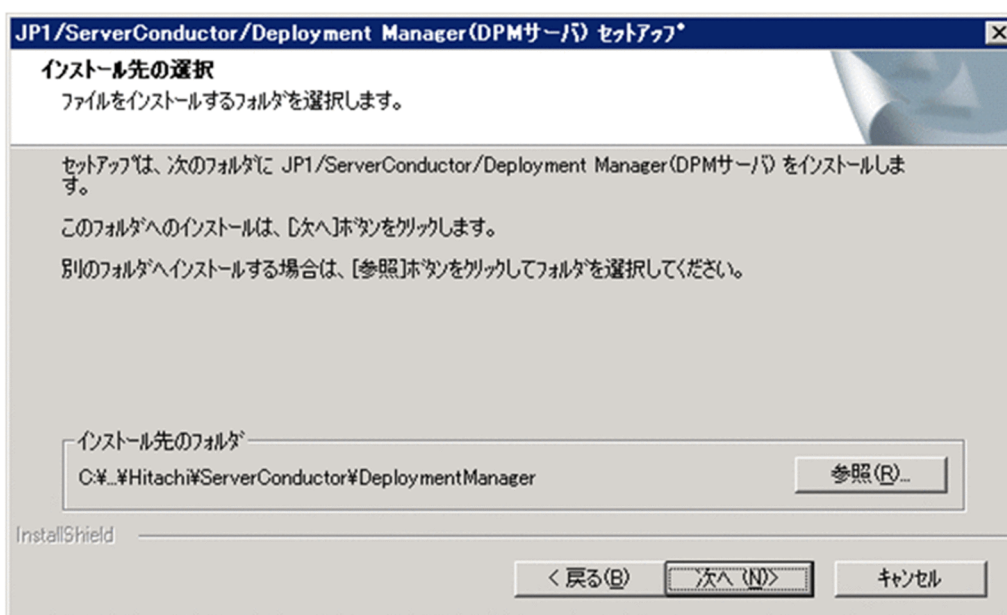 JP1/ServerConductor/Deployment Manager(DPMサーバ) セットアップ
インストール先の選択
ファイルをインストールするフォルダを選択します。
セットアップは、次のフォルダに JP1/ServerConductor/Deployment Manager(DPMサーバ) をインストールしま
す。
このフォルダへのインストールは、[次へ]ボタンをクリックします。
別のフォルダへインストールする場合は、[参照]ボタンをクリックしてフォルダを選択してください。
インストール先のフォルダ
C:¥...¥Hitachi¥ServerConductor¥DeploymentManager
参照(R)...
InstallShield
< 戻る(B)
次へ (N)>
キャンセル